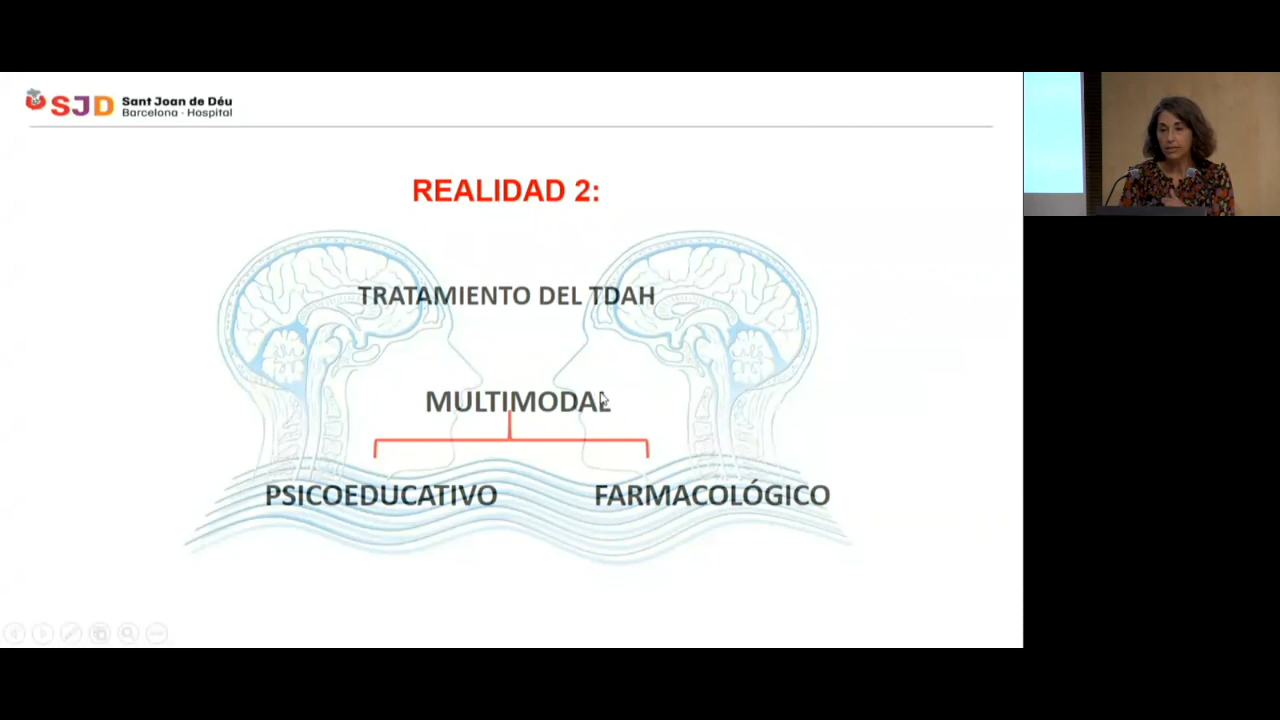 SJD Sant Joan de Déu
Barcelona · Hospital
REALIDAD 2:
TRATAMIENTO DEL TDAH
MULTIMODAL
PSICOEDUCATIVO FARMACOLÓGICO